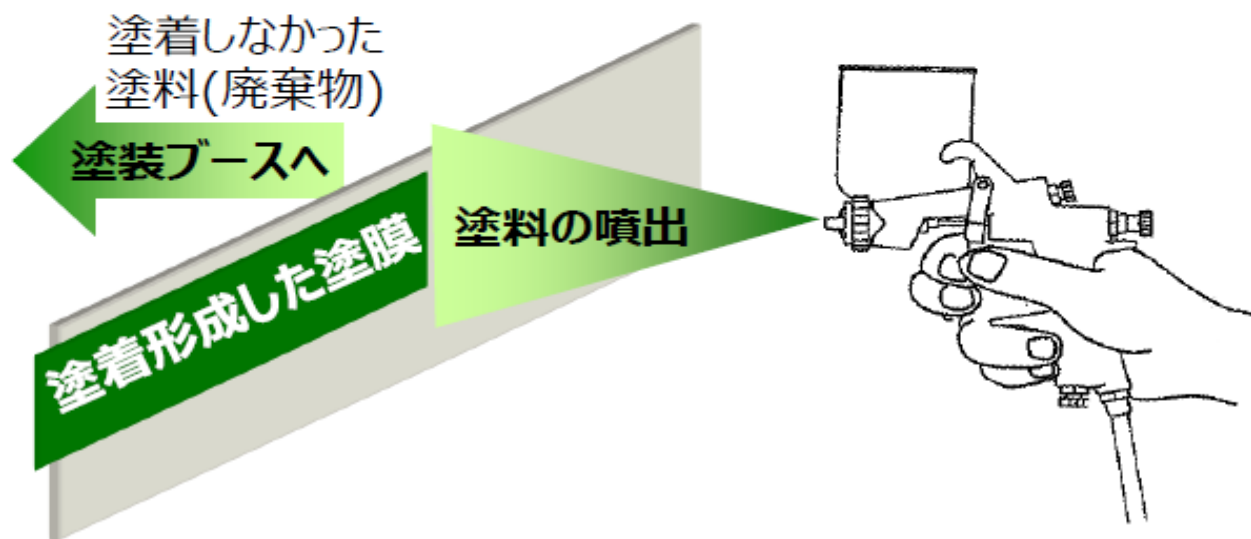 塗着しなかった
塗料(廃棄物)
塗装ブースへ
塗料の噴出
塗着形成した塗膜